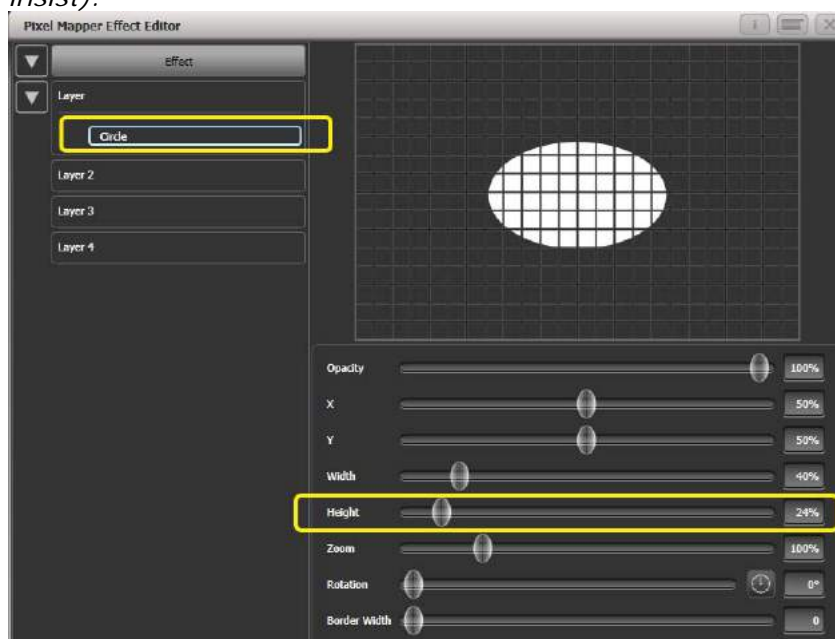 insist).
Pixel Mapper Effect Editor
Effect
Layer
Circle
Layer 2
Layer 3
Layer 4
Opacity 100%
X 50%
Y 50%
Width 40%
Height 24%
Zoom 100%
Rotation 0°
Border Width 0